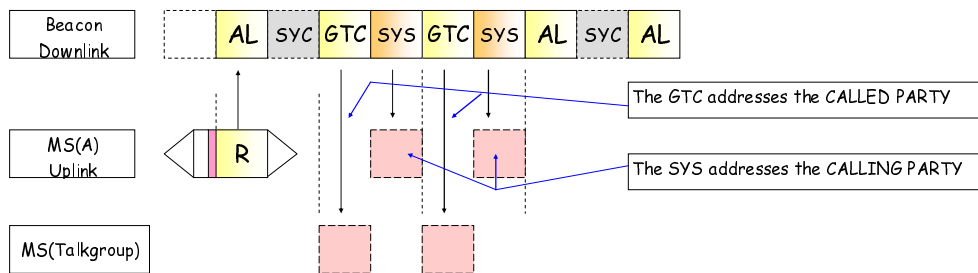 Beacon
Downlink
AL SYC GTC SYS GTC SYS AL SYC AL
The GTC addresses the CALLED PARTY
MS(A)
Uplink
R
The SYS addresses the CALLING PARTY
MS(Talkgroup)